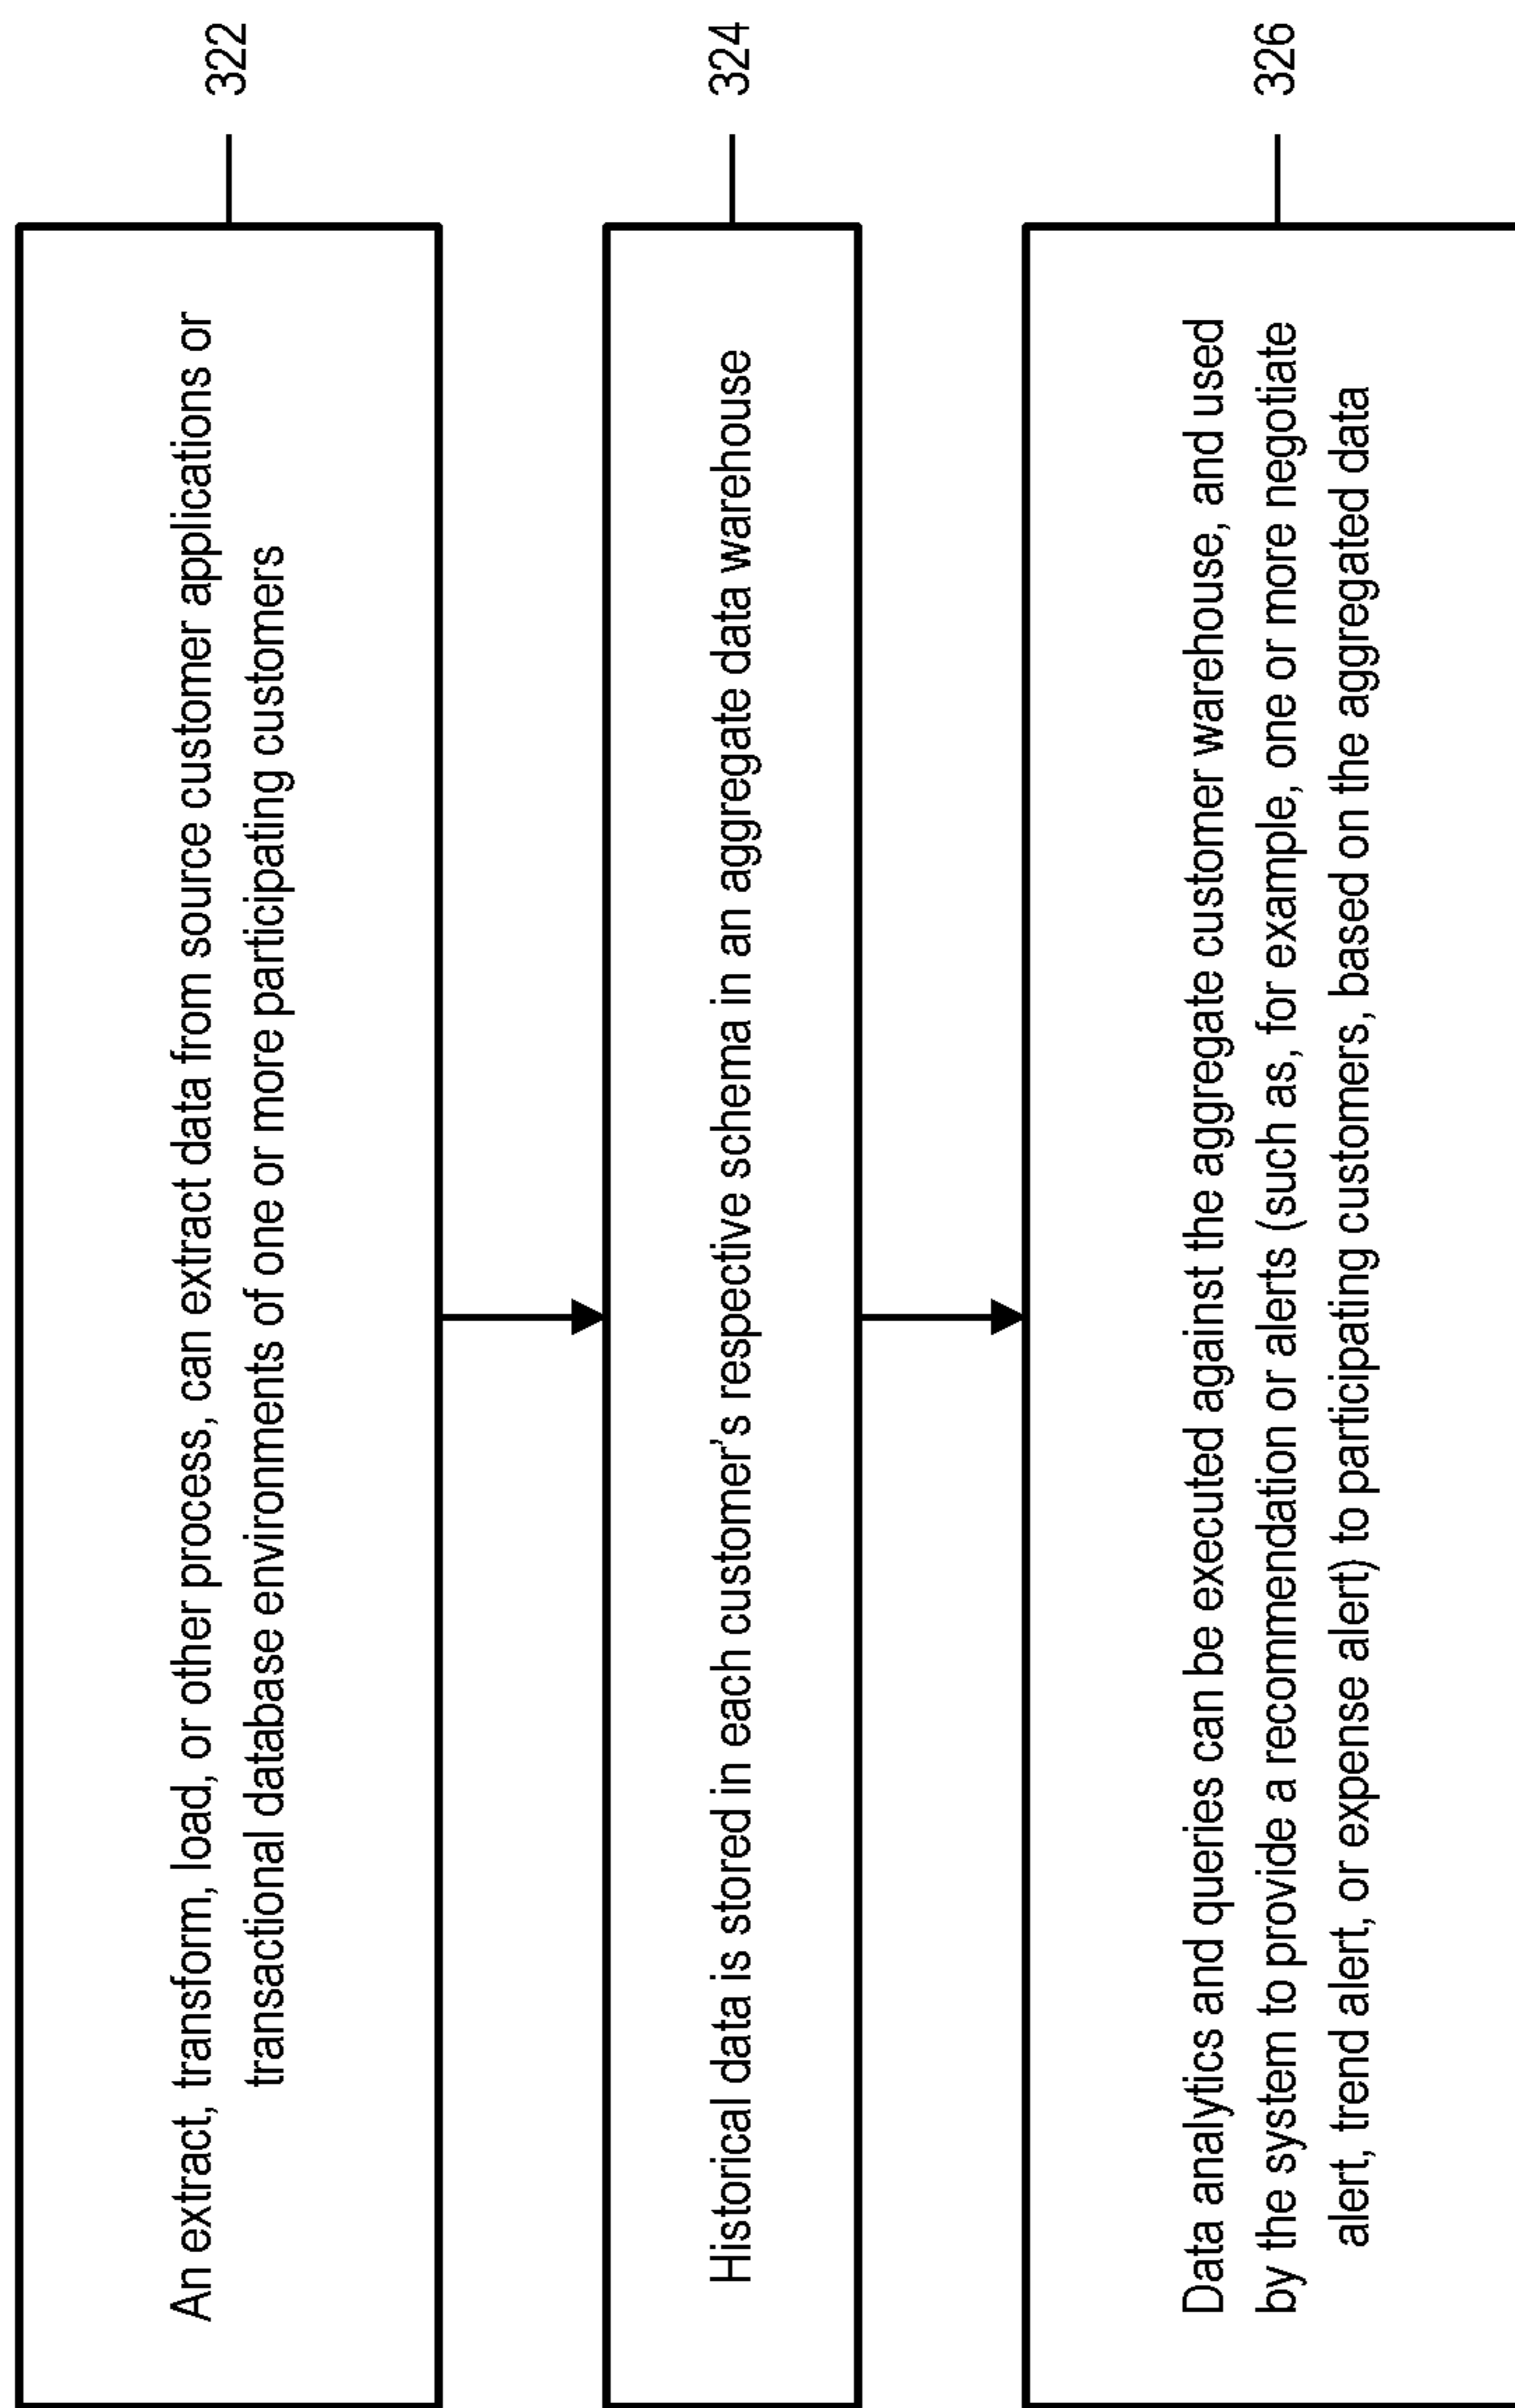 An extract, transform, load, or other process, can extract data from source customer applications or
transactional database environments of one or more participating customers
322
Historical data is stored in each customer's respective schema in an aggregate data warehouse
324
Data analytics and queries can be executed against the aggregate customer warehouse, and used
by the system to provide a recommendation or alerts (such as, for example, one or more negotiate
alert, trend alert, or expense alert) to participating customers, based on the aggregated data
326